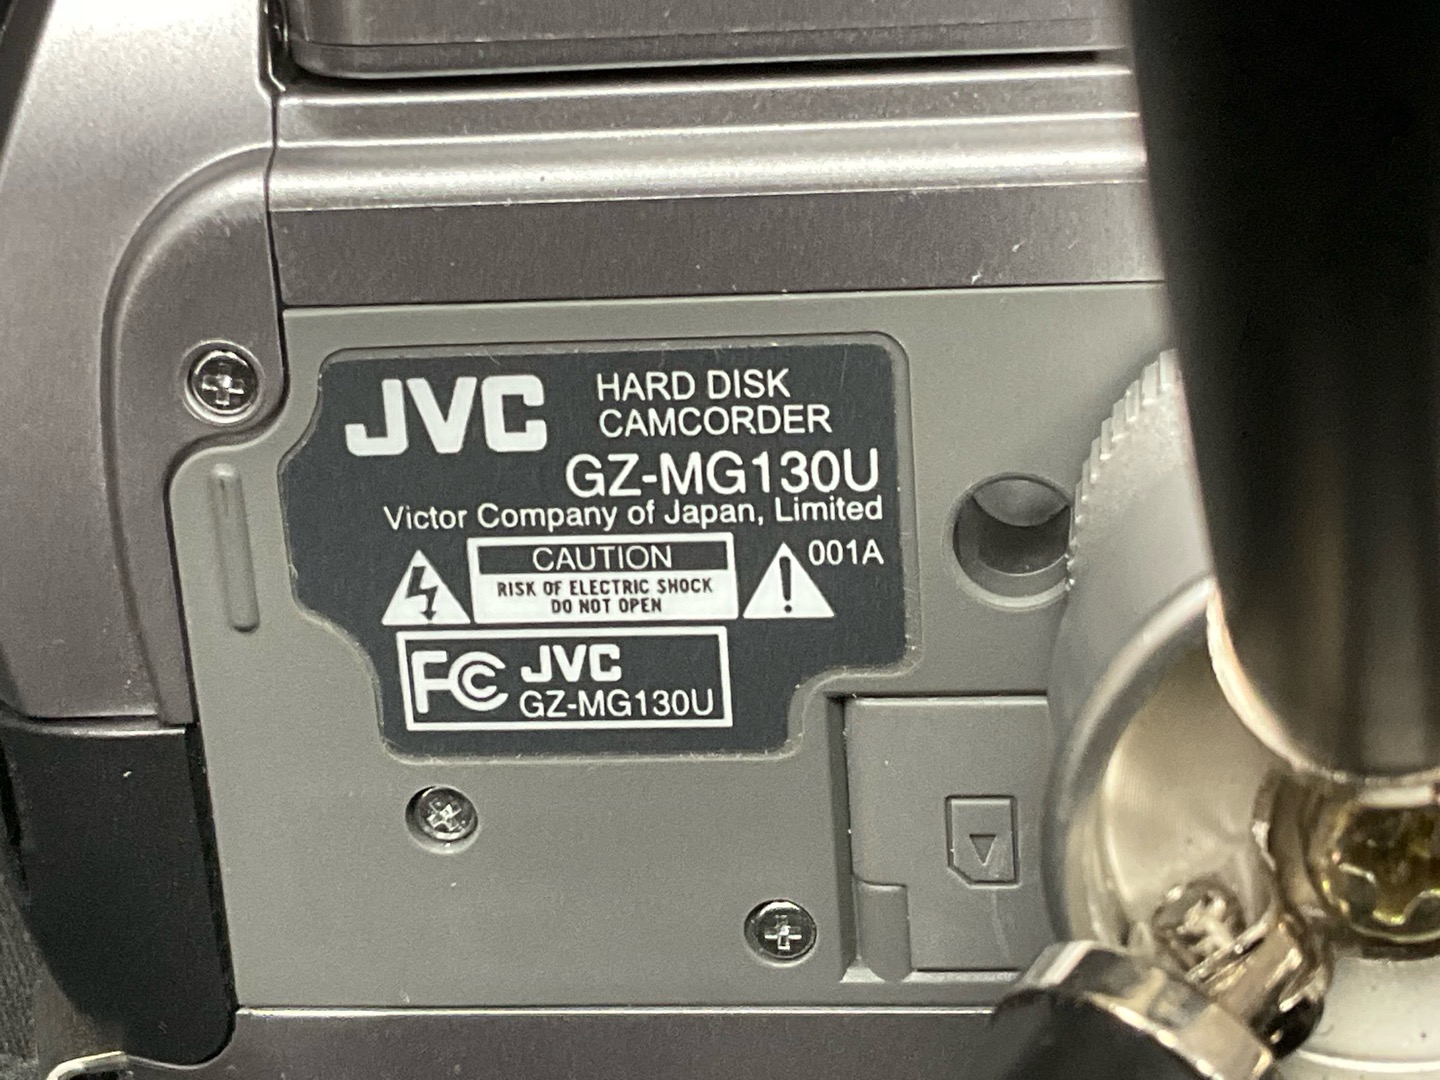 JVC HARD DISK
CAMCORDER
GZ-MG130U
Victor Company of Japan, Limited
CAUTION 001A
RISK OF ELECTRIC SHOCK
DO NOT OPEN
FC JVC
GZ-MG130U